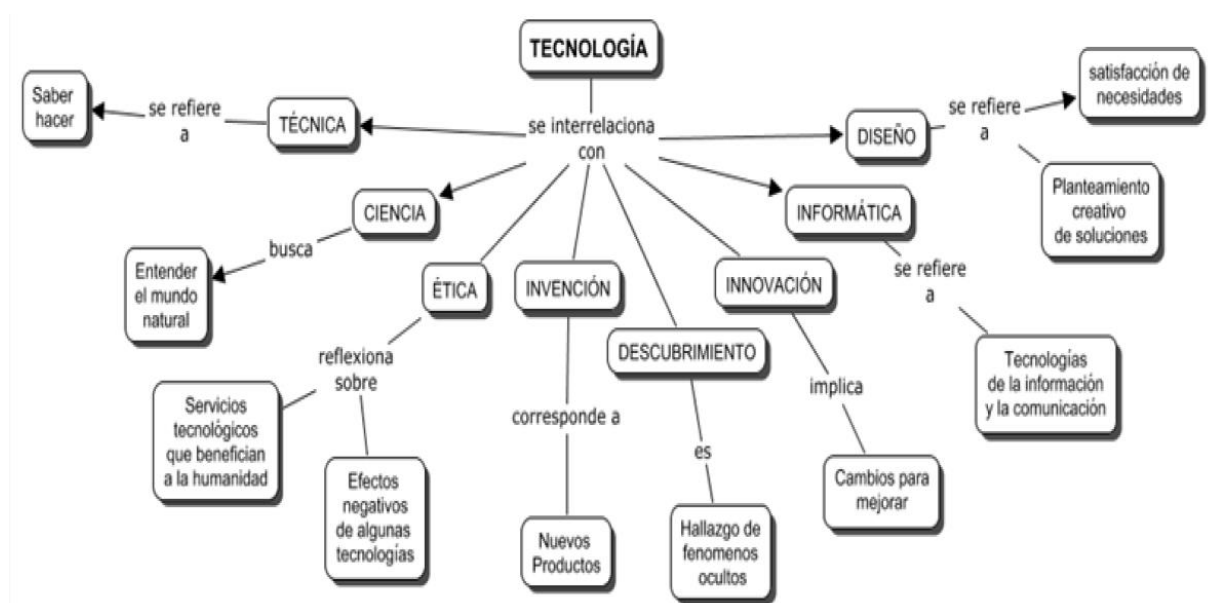 TECNOLOGÍA
se interrelaciona
con
TÉCNICA
se refiere
a
Saber
hacer
CIENCIA
busca
Entender
el mundo
natural
ÉTICA
reflexiona
sobre
Servicios
tecnológicos
que benefician
a la humanidad
Efectos
negativos
de algunas
tecnologías
INVENCIÓN
corresponde a
Nuevos
Productos
DESCUBRIMIENTO
es
Hallazgo de
fenomenos
ocultos
INNOVACIÓN
implica
Cambios para
mejorar
INFORMÁTICA
se refiere
a
Tecnologías
de la información
y la comunicación
DISEÑO
se refiere
a
satisfacción de
necesidades
Planteamiento
creativo
de soluciones